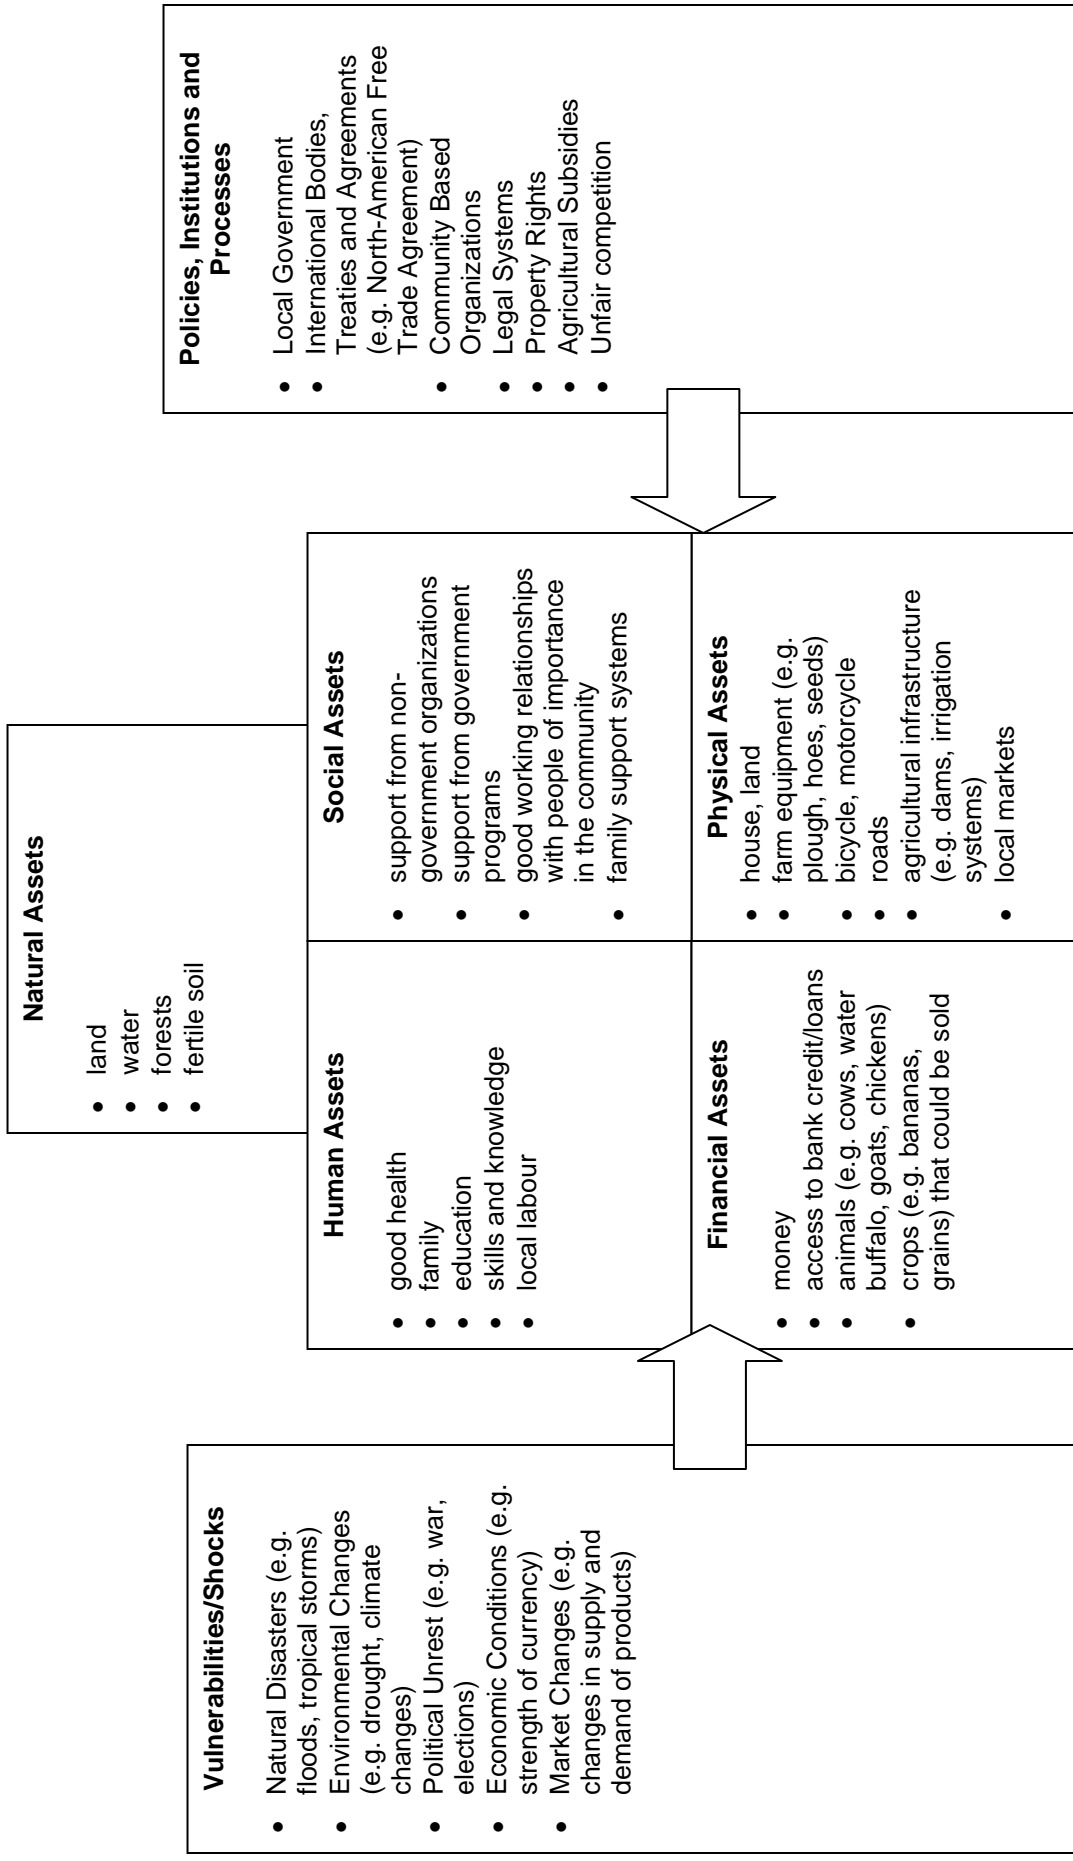 Natural Assets
• land
• water
• forests
• fertile soil
Vulnerabilities/Shocks
• Natural Disasters (e.g.
floods, tropical storms)
• Environmental Changes
(e.g. drought, climate
changes)
• Political Unrest (e.g. war,
elections)
• Economic Conditions (e.g.
strength of currency)
• Market Changes (e.g.
changes in supply and
demand of products)
Human Assets
• good health
• family
• education
• skills and knowledge
• local labour
Social Assets
• support from non-
government organizations
• support from government
programs
• good working relationships
with people of importance
in the community
• family support systems
Financial Assets
• money
• access to bank credit/loans
• animals (e.g. cows, water
buffalo, goats, chickens)
• crops (e.g. bananas,
grains) that could be sold
Physical Assets
• house, land
• farm equipment (e.g.
plough, hoes, seeds)
• bicycle, motorcycle
• roads
• agricultural infrastructure
(e.g. dams, irrigation
systems)
• local markets
Policies, Institutions and
Processes
• Local Government
• International Bodies,
Treaties and Agreements
(e.g. North-American Free
Trade Agreement)
• Community Based
Organizations
• Legal Systems
• Property Rights
• Agricultural Subsidies
• Unfair competition